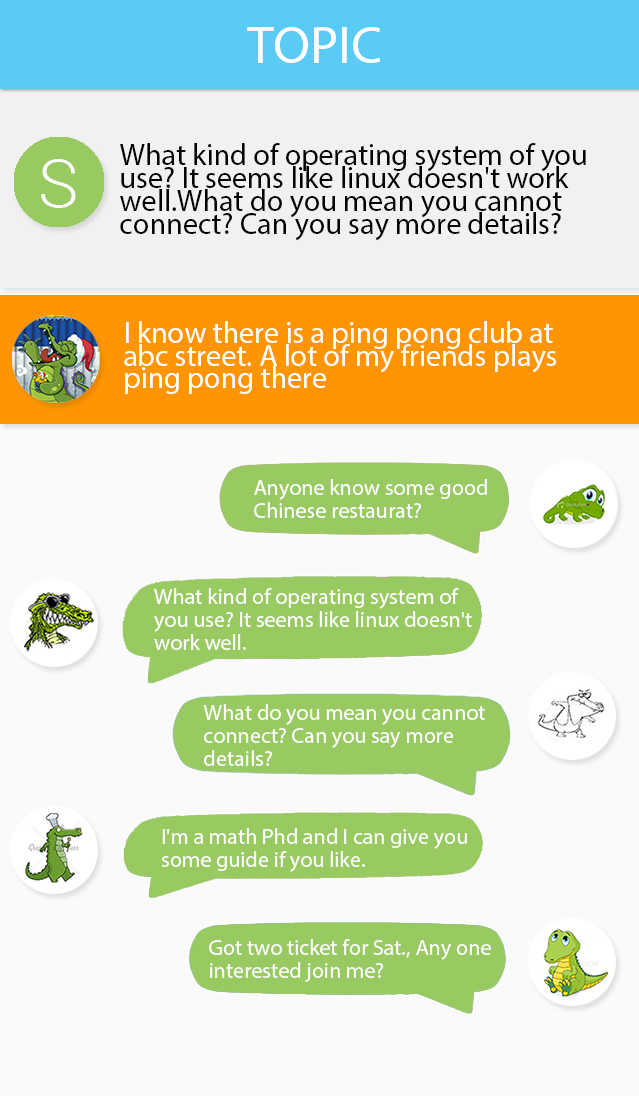 TOPIC
S
What kind of operating system of you
use? It seems like linux doesn't work
well.What do you mean you cannot
connect? Can you say more details?
I know there is a ping pong club at
abc street. A lot of my friends plays
ping pong there
Anyone know some good
Chinese restaurat?
What kind of operating system of
you use? It seems like linux doesn't
work well.
What do you mean you cannot
connect? Can you say more
details?
I'm a math Phd and I can give you
some guide if you like.
Got two ticket for Sat., Any one
interested join me?